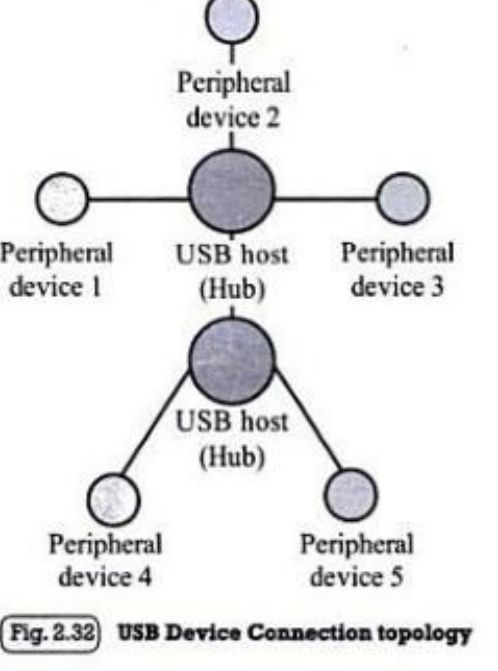 Peripheral
device 2
Peripheral
device 1
USB host
(Hub)
Peripheral
device 3
USB host
(Hub)
Peripheral
device 4
Peripheral
device 5
Fig. 2.32 USB Device Connection topology